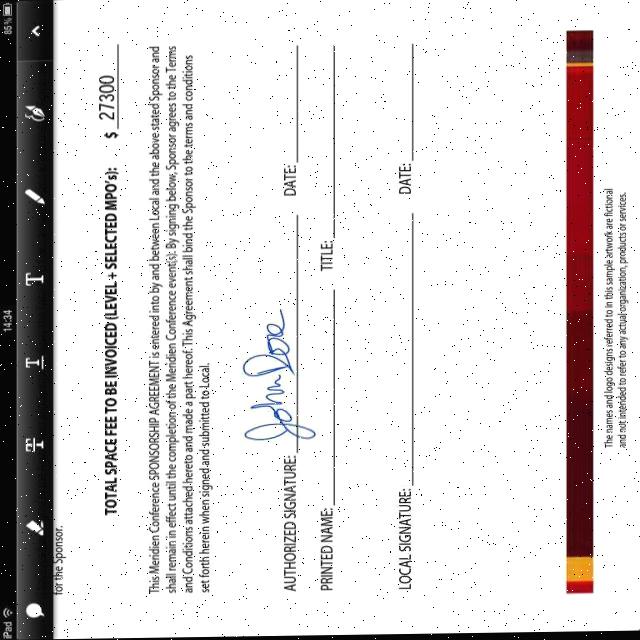 iPad 14:34 85%
T T T
for the Sponsor.
TOTAL SPACE FEE TO BE INVOICED (LEVEL + SELECTED MPO's): $ 27300
This Meridien Conference SPONSORSHIP AGREEMENT is entered into by and between Local and the above stated Sponsor and
shall remain in effect until the completion of the Meridien Conference event(s). By signing below, Sponsor agrees to the Terms
and Conditions attached hereto and made a part hereof. This Agreement shall bind the Sponsor to the terms and conditions
set forth herein when signed and submitted to Local.
AUTHORIZED SIGNATURE: John Doe DATE:
PRINTED NAME: TITLE:
LOCAL SIGNATURE: DATE:
The names and logo designs referred to in this sample artwork are fictional
and not intended to refer to any actual organization, products or services.